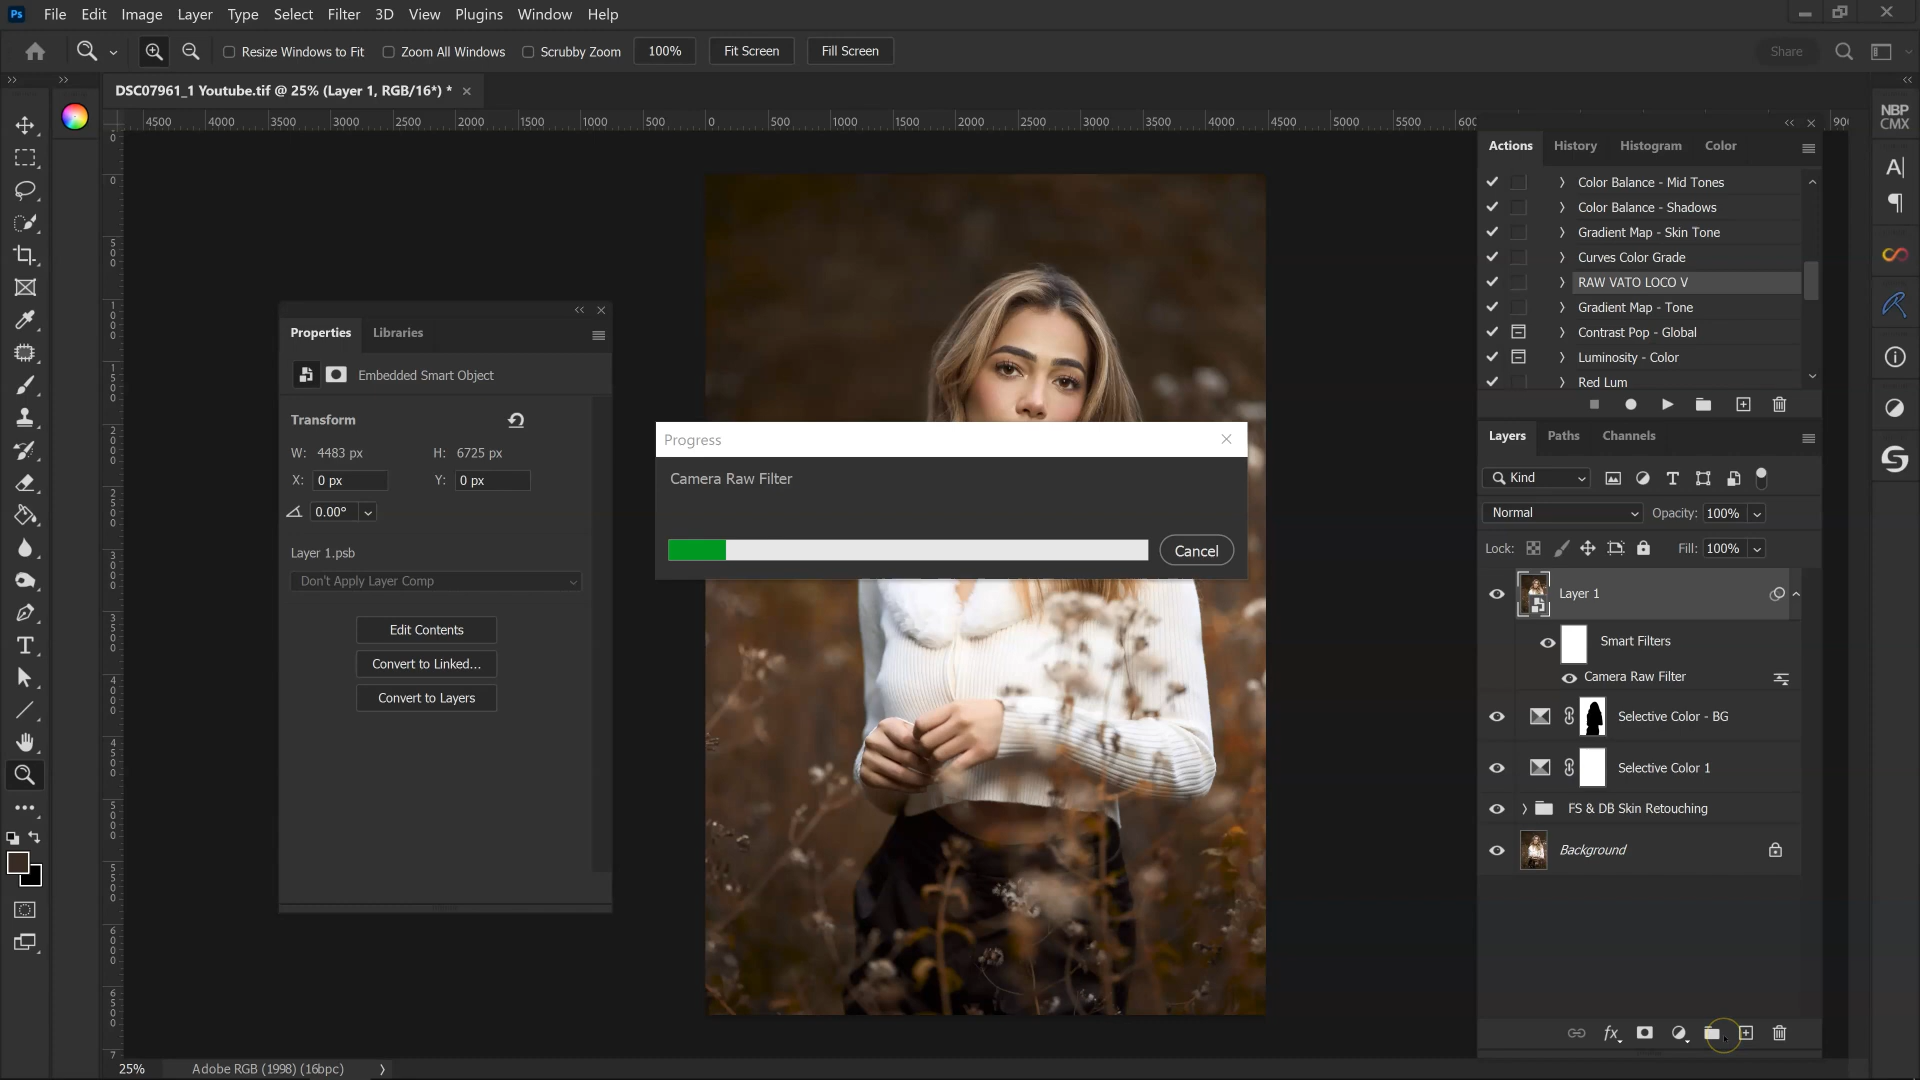 Ps File Edit Image Layer Type Select Filter 3D View Plugins Window Help
Resize Windows to Fit Zoom All Windows Scrubby Zoom 100% Fit Screen Fill Screen Share
DSC07961_1 Youtube.tif @ 25% (Layer 1, RGB/16*) * ×
4500 4000 3500 3000 2500 2000 1500 1000 500 0 500 1000 1500 2000 2500 3000 3500 4000 4500 5000 5500 6000
NBP
CMX
Actions History Histogram Color
Color Balance - Mid Tones
Color Balance - Shadows
Gradient Map - Skin Tone
Curves Color Grade
RAW VATO LOCO V
Gradient Map - Tone
Contrast Pop - Global
Luminosity - Color
Red Lum
Properties Libraries
Embedded Smart Object
Transform
W: 4483 px H: 6725 px
X: 0 px Y: 0 px
0.00°
Layer 1.psb
Don't Apply Layer Comp
Edit Contents
Convert to Linked...
Convert to Layers
Progress
Camera Raw Filter
Cancel
Layers Paths Channels
Kind
Normal Opacity: 100%
Lock: Fill: 100%
Layer 1
Smart Filters
Camera Raw Filter
Selective Color - BG
Selective Color 1
FS & DB Skin Retouching
Background
fx
25% Adobe RGB (1998) (16bpc)